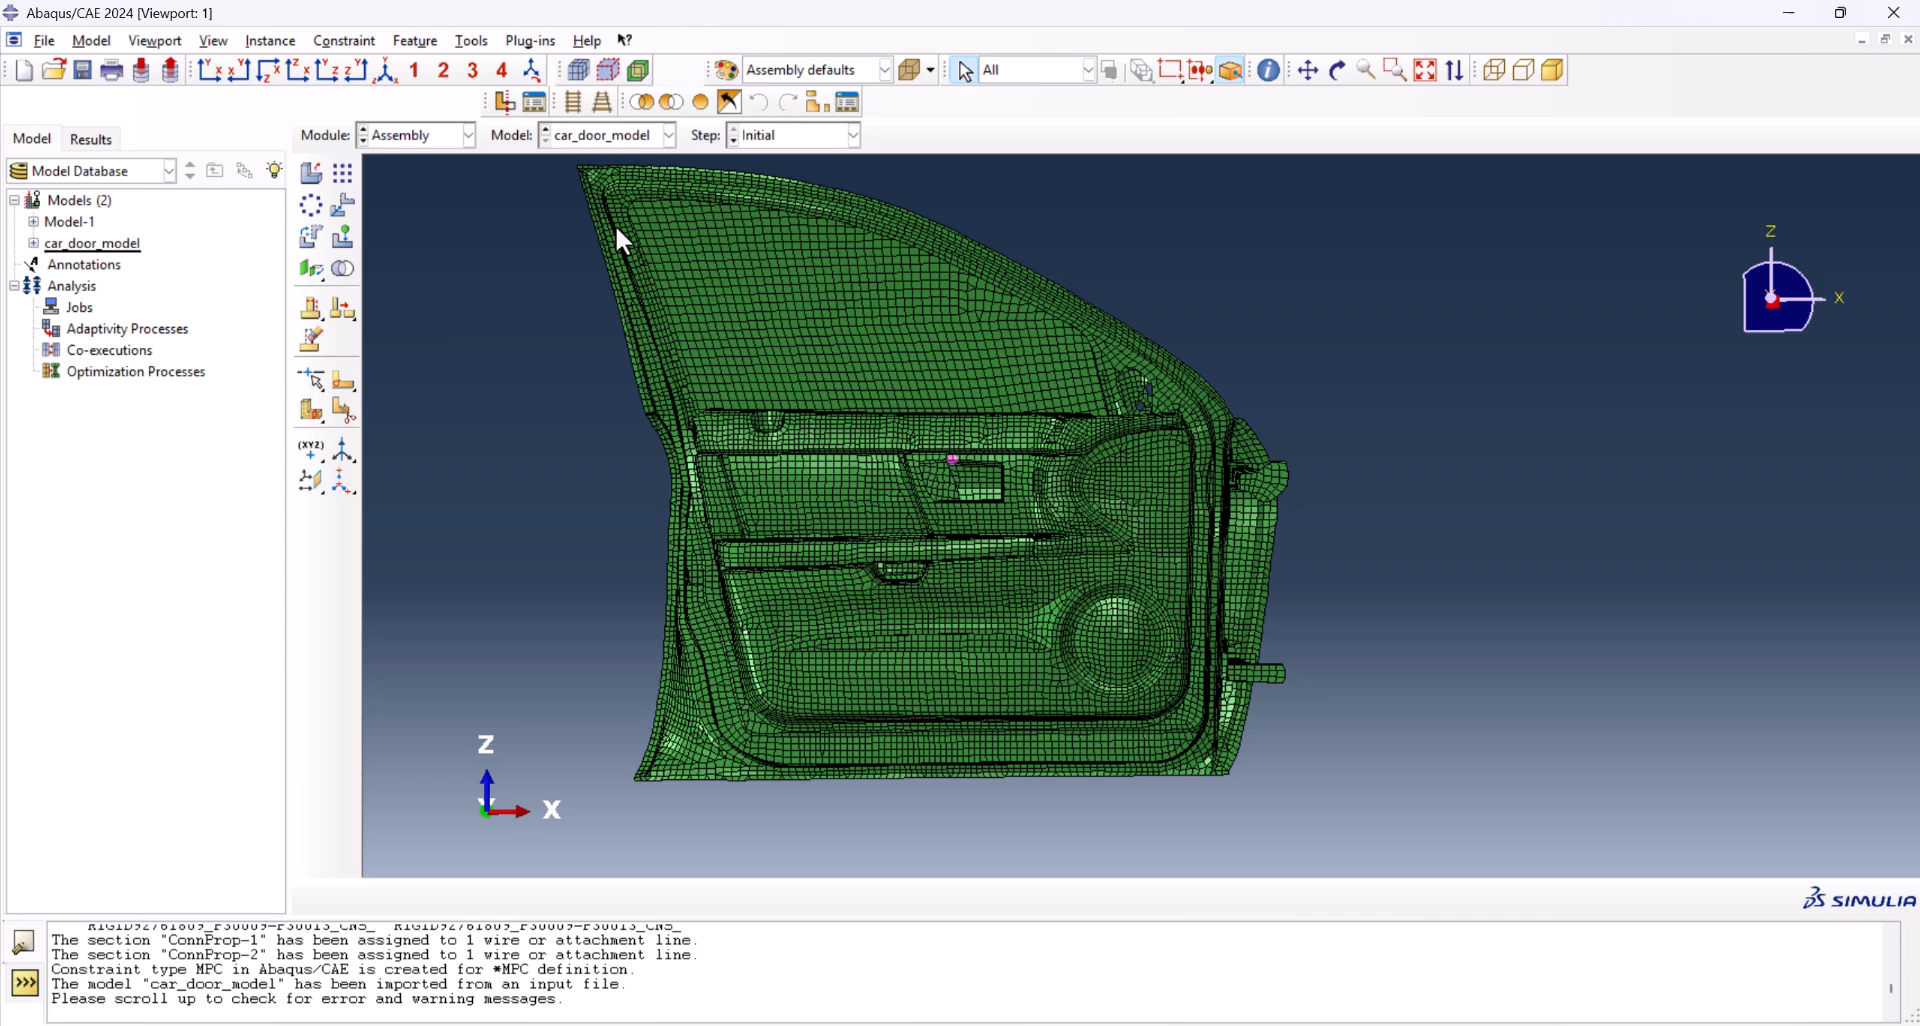 Abaqus/CAE 2024 [Viewport: 1]
File Model Viewport View Instance Constraint Feature Tools Plug-ins Help
1 2 3 4 Assembly defaults All
Model Results
Module: Assembly Model: car_door_model Step: Initial
Model Database
Models (2)
Model-1
car_door_model
Annotations
Analysis
Jobs
Adaptivity Processes
Co-executions
Optimization Processes
(XYZ)
Z
X
Z
X
Y
SIMULIA
The section "ConnProp-1" has been assigned to 1 wire or attachment line.
The section "ConnProp-2" has been assigned to 1 wire or attachment line.
Constraint type MPC in Abaqus/CAE is created for *MPC definition.
The model "car_door_model" has been imported from an input file.
Please scroll up to check for error and warning messages.